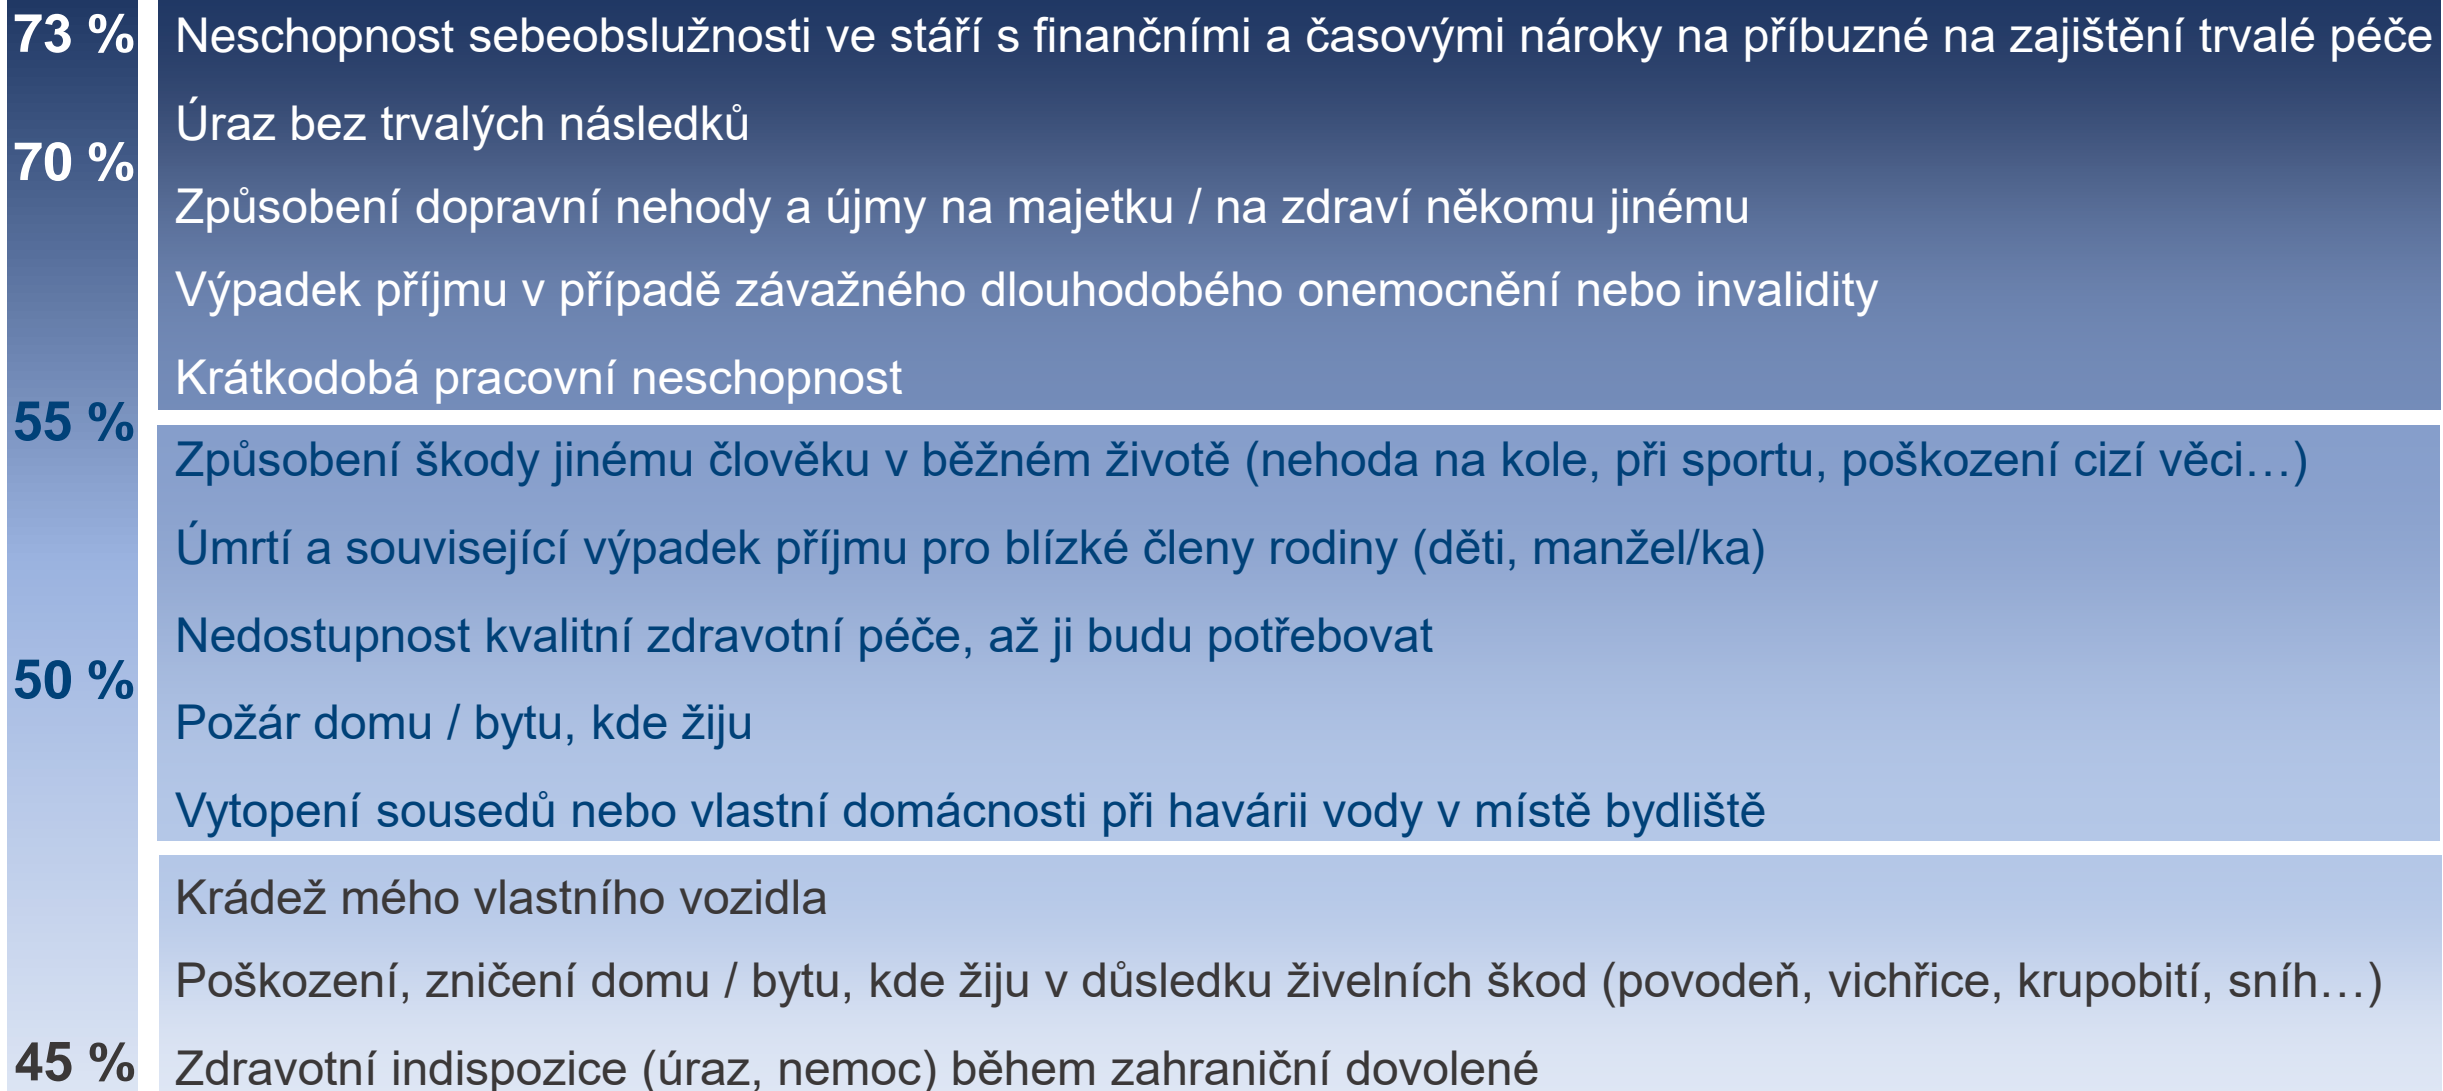 73 % Neschopnost sebeobslužnosti ve stáří s finančními a časovými nároky na příbuzné na zajištění trvalé péče
Úraz bez trvalých následků
70 %
Způsobení dopravní nehody a újmy na majetku / na zdraví někomu jinému
Výpadek příjmu v případě závažného dlouhodobého onemocnění nebo invalidity
Krátkodobá pracovní neschopnost
55 %
Způsobení škody jinému člověku v běžném životě (nehoda na kole, při sportu, poškození cizí věci…)
Úmrtí a související výpadek příjmu pro blízké členy rodiny (děti, manžel/ka)
Nedostupnost kvalitní zdravotní péče, až ji budu potřebovat
50 %
Požár domu / bytu, kde žiju
Vytopení sousedů nebo vlastní domácnosti při havárii vody v místě bydliště
Krádež mého vlastního vozidla
Poškození, zničení domu / bytu, kde žiju v důsledku živelních škod (povodeň, vichřice, krupobití, sníh…)
45 % Zdravotní indispozice (úraz, nemoc) během zahraniční dovolené